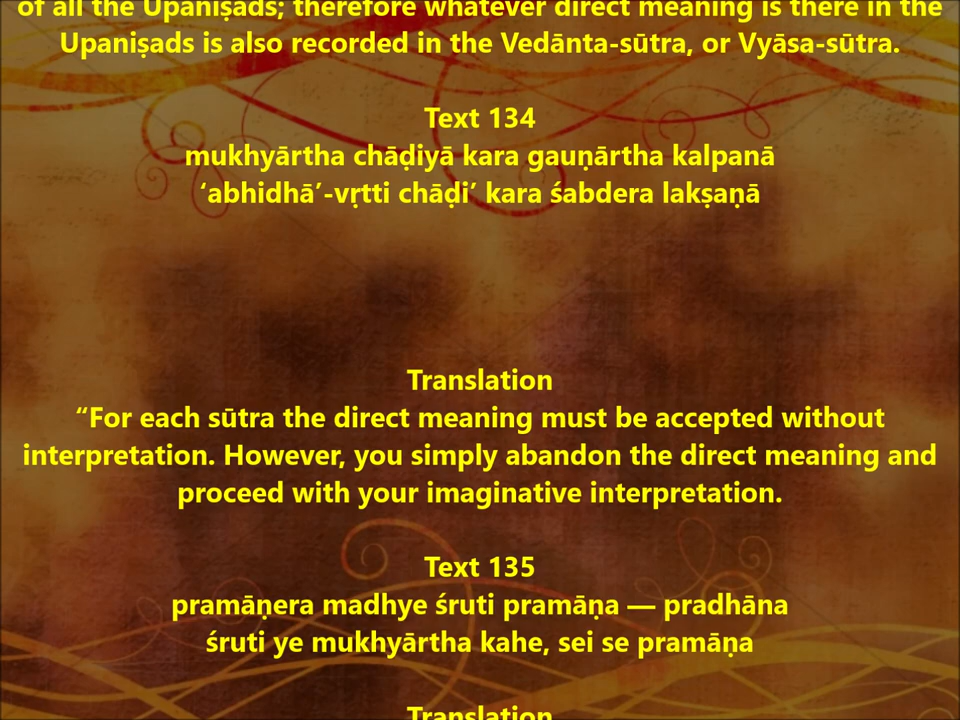 of all the Upaniṣads; therefore whatever direct meaning is there in the
Upaniṣads is also recorded in the Vedānta-sūtra, or Vyāsa-sūtra.
Text 134
mukhyārtha chāḍiyā kara gauṇārtha kalpanā
‘abhidhā’-vṛtti chāḍi’ kara śabdera lakṣaṇā
Translation
“For each sūtra the direct meaning must be accepted without
interpretation. However, you simply abandon the direct meaning and
proceed with your imaginative interpretation.
Text 135
pramāṇera madhye śruti pramāṇa — pradhāna
śruti ye mukhyārtha kahe, sei se pramāṇa
Translation